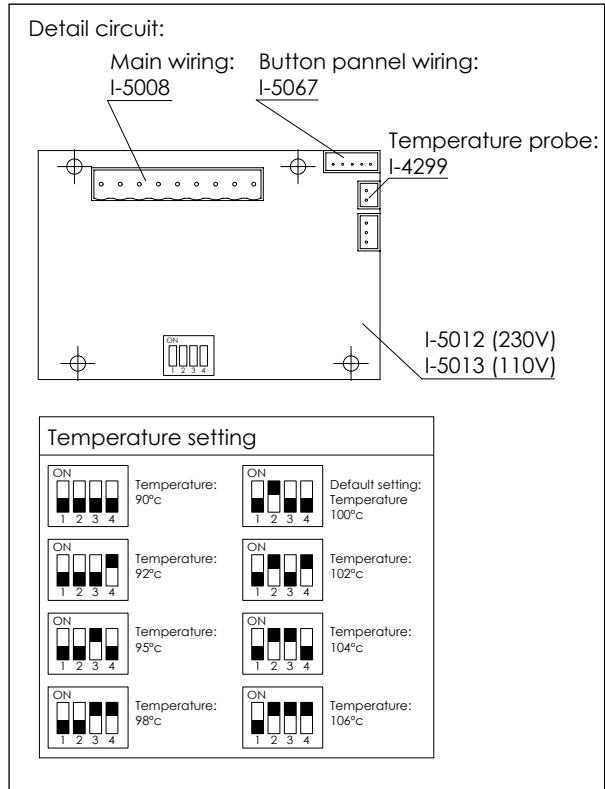 Detail circuit:
Main wiring:
I-5008
Button pannel wiring:
I-5067
Temperature probe:
I-4299
ON
1 2 3 4
I-5012 (230V)
I-5013 (110V)
Temperature setting
ON
1 2 3 4
Temperature:
90°c
ON
1 2 3 4
Default setting:
Temperature
100°c
ON
1 2 3 4
Temperature:
92°c
ON
1 2 3 4
Temperature:
102°c
ON
1 2 3 4
Temperature:
95°c
ON
1 2 3 4
Temperature:
104°c
ON
1 2 3 4
Temperature:
98°c
ON
1 2 3 4
Temperature:
106°c